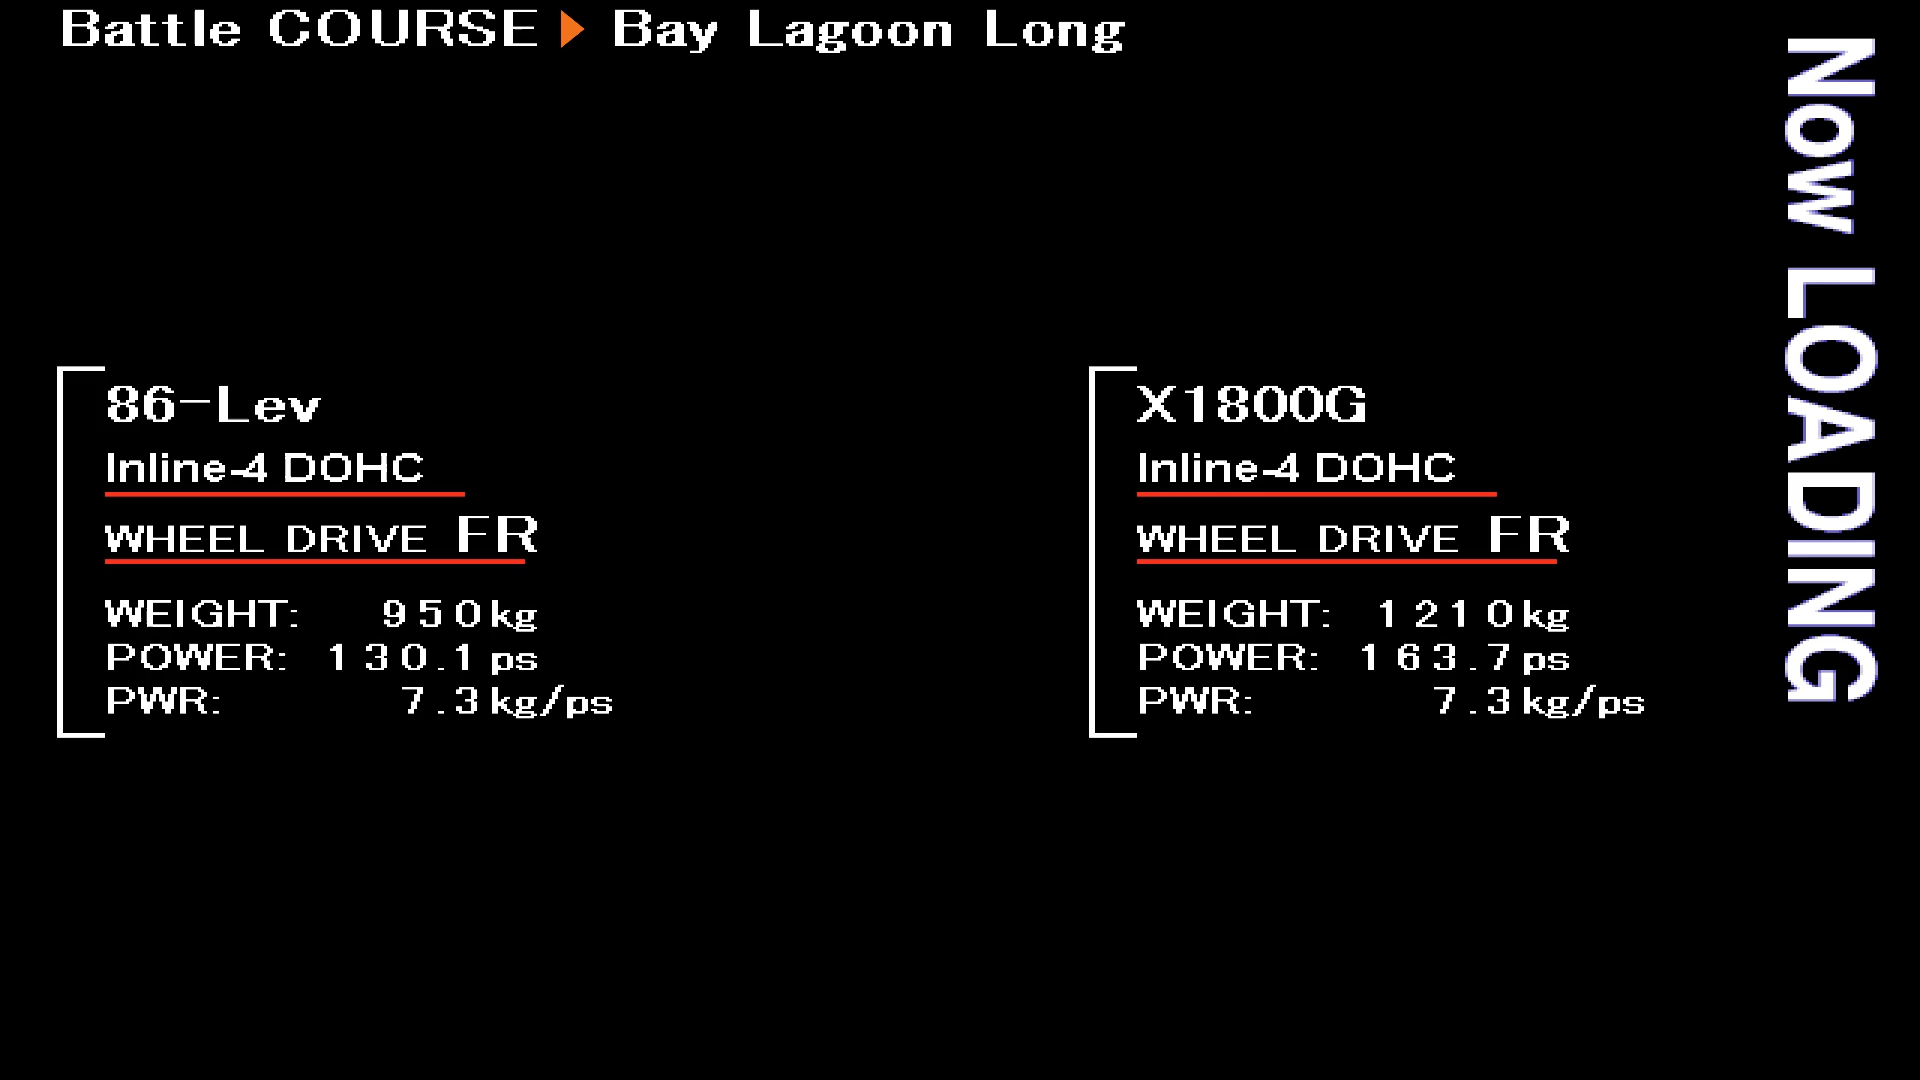 Battle COURSE ▶ Bay Lagoon Long
86-Lev
Inline-4 DOHC
WHEEL DRIVE FR
WEIGHT: 950kg
POWER: 130.1ps
PWR: 7.3kg/ps
X1800G
Inline-4 DOHC
WHEEL DRIVE FR
WEIGHT: 1210kg
POWER: 163.7ps
PWR: 7.3kg/ps
Now LOADING